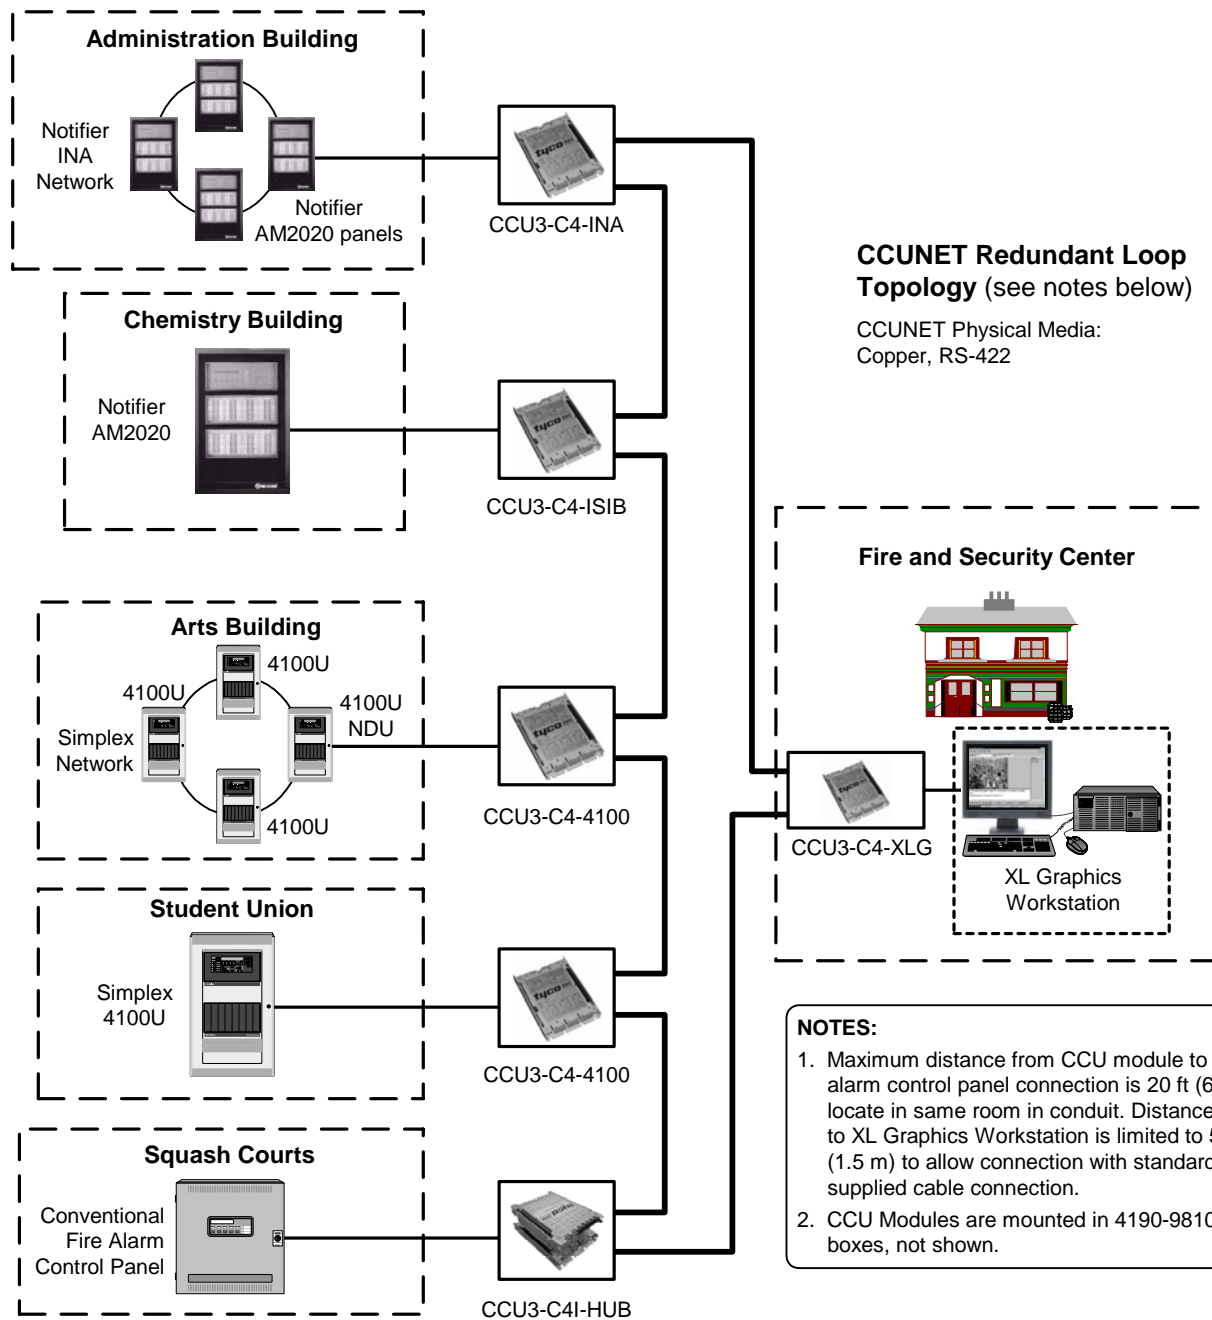 Administration Building
Notifier
INA
Network
Notifier
AM2020 panels
CCU3-C4-INA
CCUNET Redundant Loop
Topology (see notes below)
CCUNET Physical Media:
Copper, RS-422
Chemistry Building
Notifier
AM2020
CCU3-C4-ISIB
Fire and Security Center
Arts Building
4100U
4100U
4100U
NDU
Simplex
Network
4100U
CCU3-C4-4100
CCU3-C4-XLG
XL Graphics
Workstation
Student Union
Simplex
4100U
CCU3-C4-4100
NOTES:
1. Maximum distance from CCU module to
alarm control panel connection is 20 ft (6
locate in same room in conduit. Distance
to XL Graphics Workstation is limited to 5
(1.5 m) to allow connection with standard
supplied cable connection.
2. CCU Modules are mounted in 4190-9810
boxes, not shown.
Squash Courts
Conventional
Fire Alarm
Control Panel
CCU3-C4I-HUB
tyco
tyco
tyco
tyco
tyco